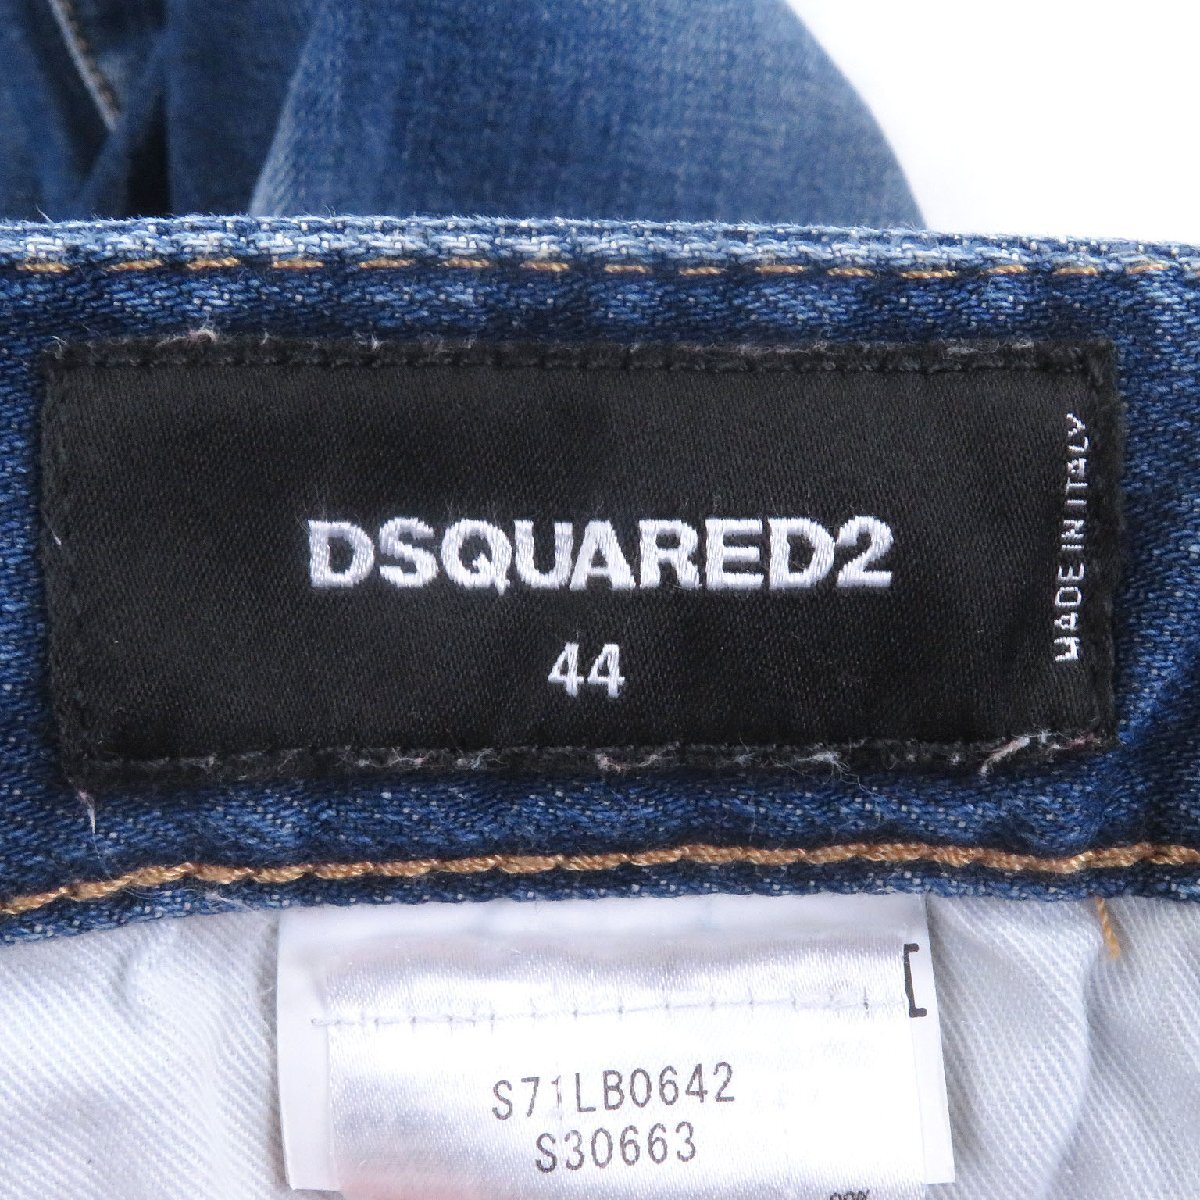 DSQUARED2
44
MADE IN ITALY
S71LB0642
S30663